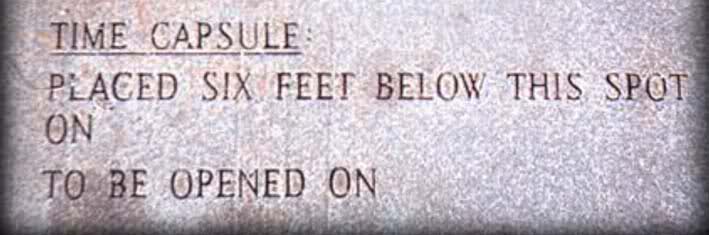 TIME CAPSULE:
PLACED SIX FEET BELOW THIS SPOT
ON
TO BE OPENED ON